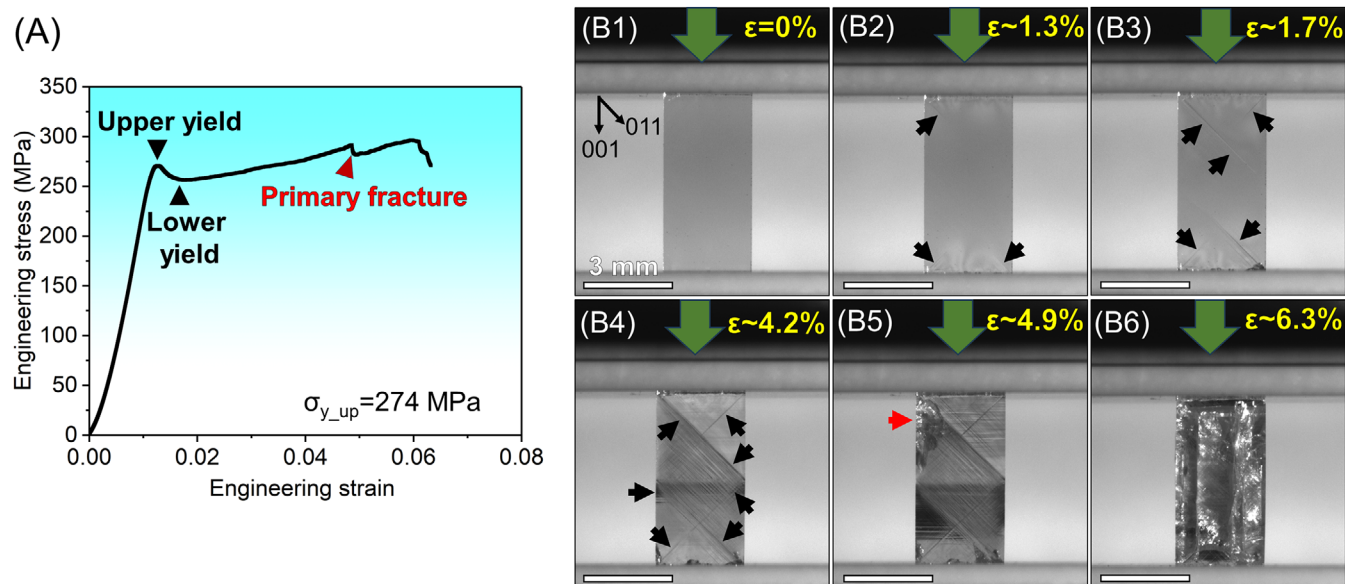 (A)
350
300
250
200
150
100
50
0
Engineering stress (MPa)
Upper yield
Lower
yield
Primary fracture
σy_up=274 MPa
0.00
0.02
0.04
0.06
0.08
Engineering strain
(B1)
ε=0%
011
001
3 mm
(B2)
ε~1.3%
(B3)
ε~1.7%
(B4)
ε~4.2%
(B5)
ε~4.9%
(B6)
ε~6.3%